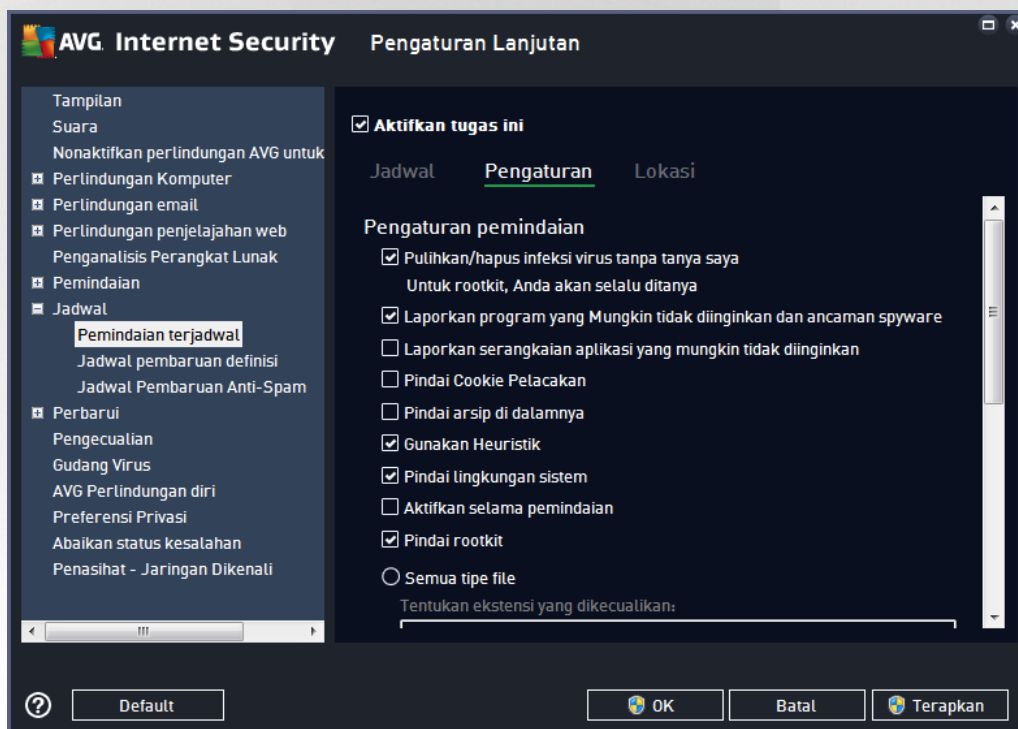 AVG. Internet Security Pengaturan Lanjutan
Tampilan
Suara
Nonaktifkan perlindungan AVG untuk
Perlindungan Komputer
Perlindungan email
Perlindungan penjelajahan web
Penganalisis Perangkat Lunak
Pemindaian
Jadwal
Pemindaian terjadwal
Jadwal pembaruan definisi
Jadwal Pembaruan Anti-Spam
Perbarui
Pengecualian
Gudang Virus
AVG Perlindungan diri
Preferensi Privasi
Abaikan status kesalahan
Penasihat - Jaringan Dikenali
Aktifkan tugas ini
Jadwal Pengaturan Lokasi
Pengaturan pemindaian
Pulihkan/hapus infeksi virus tanpa tanya saya
Untuk rootkit, Anda akan selalu ditanya
Laporkan program yang Mungkin tidak diinginkan dan ancaman spyware
Laporkan serangkaian aplikasi yang mungkin tidak diinginkan
Pindai Cookie Pelacakan
Pindai arsip di dalamnya
Gunakan Heuristik
Pindai lingkungan sistem
Aktifkan selama pemindaian
Pindai rootkit
Semua tipe file
Tentukan ekstensi yang dikecualikan:
? Default OK Batal Terapkan